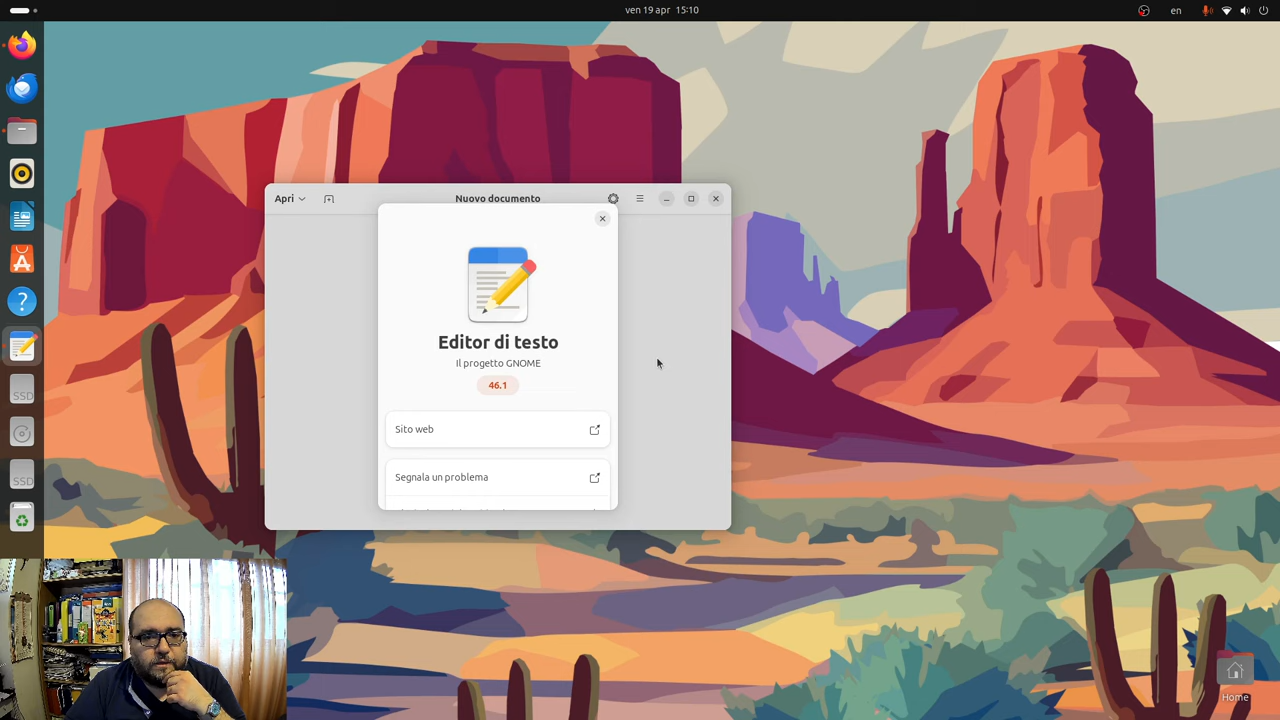 ven 19 apr 15:10
en
Apri
Nuovo documento
Editor di testo
Il progetto GNOME
46.1
Sito web
Segnala un problema
SSD
SSD
Home